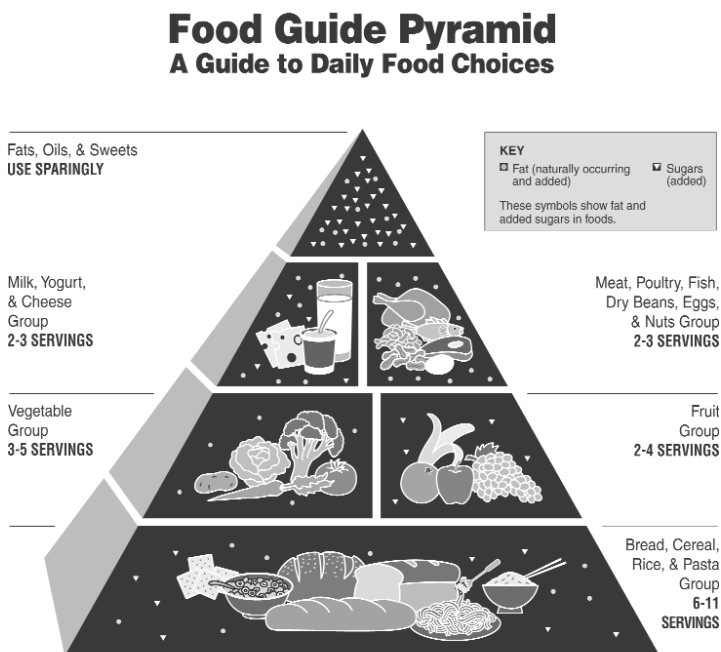 Food Guide Pyramid
A Guide to Daily Food Choices
Fats, Oils, & Sweets
USE SPARINGLY
KEY
Fat (naturally occurring
and added)
Sugars
(added)
These symbols show fat and
added sugars in foods.
Milk, Yogurt,
& Cheese
Group
2-3 SERVINGS
Meat, Poultry, Fish,
Dry Beans, Eggs,
& Nuts Group
2-3 SERVINGS
Vegetable
Group
3-5 SERVINGS
Fruit
Group
2-4 SERVINGS
Bread, Cereal,
Rice, & Pasta
Group
6-11
SERVINGS